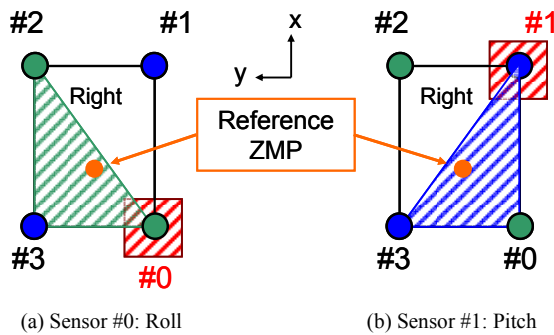 #2 #1 x #2 #1
y
Right Right
Reference
ZMP
#3 #0 #3 #0
(a) Sensor #0: Roll (b) Sensor #1: Pitch